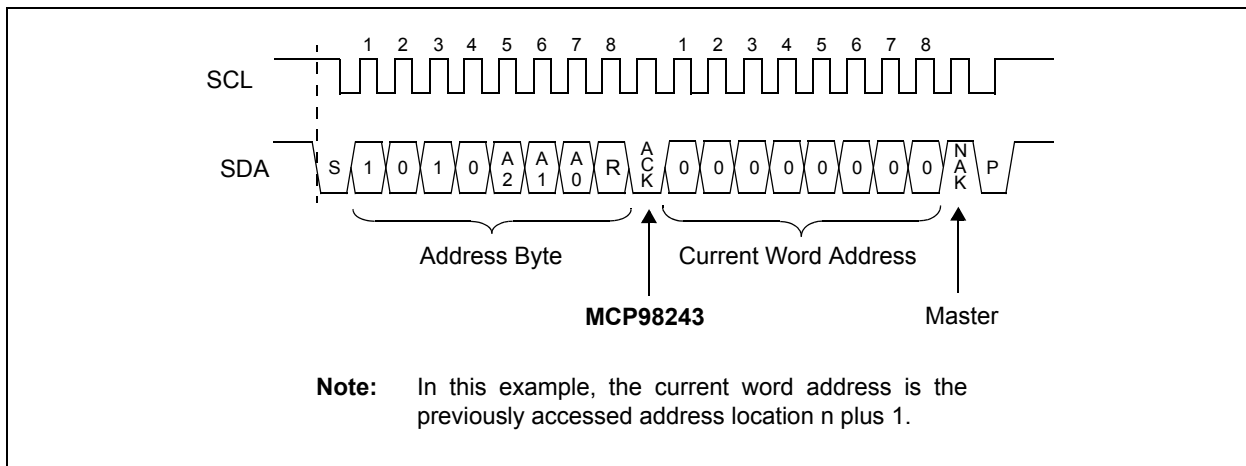 1 2 3 4 5 6 7 8 1 2 3 4 5 6 7 8
SCL
SDA S 1 0 1 0 A2 A1 A0 R ACK 0 0 0 0 0 0 0 0 NAK P
Address Byte Current Word Address
MCP98243 Master
Note: In this example, the current word address is the
previously accessed address location n plus 1.